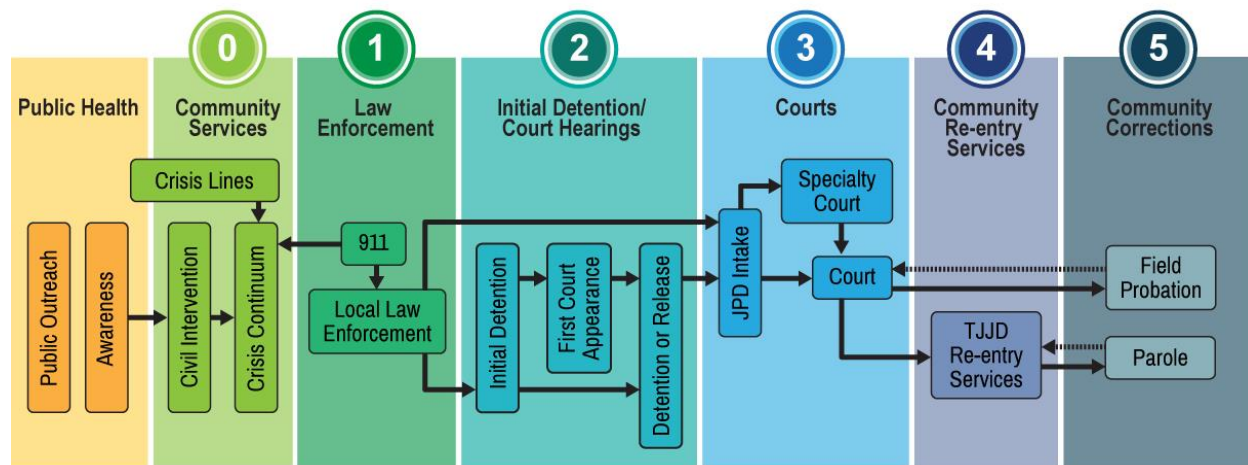 0
1
2
3
4
5
Public Health
Community
Services
Law
Enforcement
Initial Detention/
Court Hearings
Courts
Community
Re-entry
Services
Community
Corrections
Crisis Lines
Public Outreach
Awareness
Civil Intervention
Crisis Continuum
911
Local Law
Enforcement
Initial Detention
First Court
Appearance
Detention or Release
JPD Intake
Specialty
Court
Court
TJJD
Re-entry
Services
Field
Probation
Parole